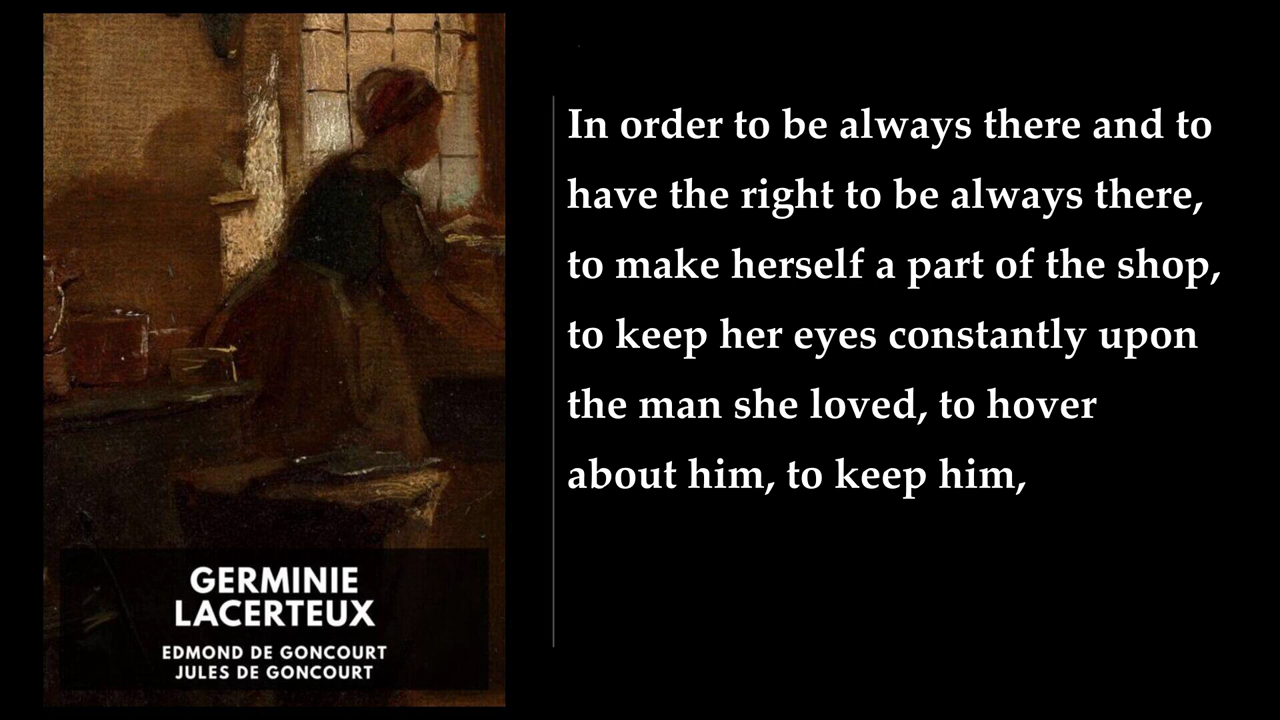 GERMINIE
LACERTEUX
EDMOND DE GONCOURT
JULES DE GONCOURT
In order to be always there and to
have the right to be always there,
to make herself a part of the shop,
to keep her eyes constantly upon
the man she loved, to hover
about him, to keep him,